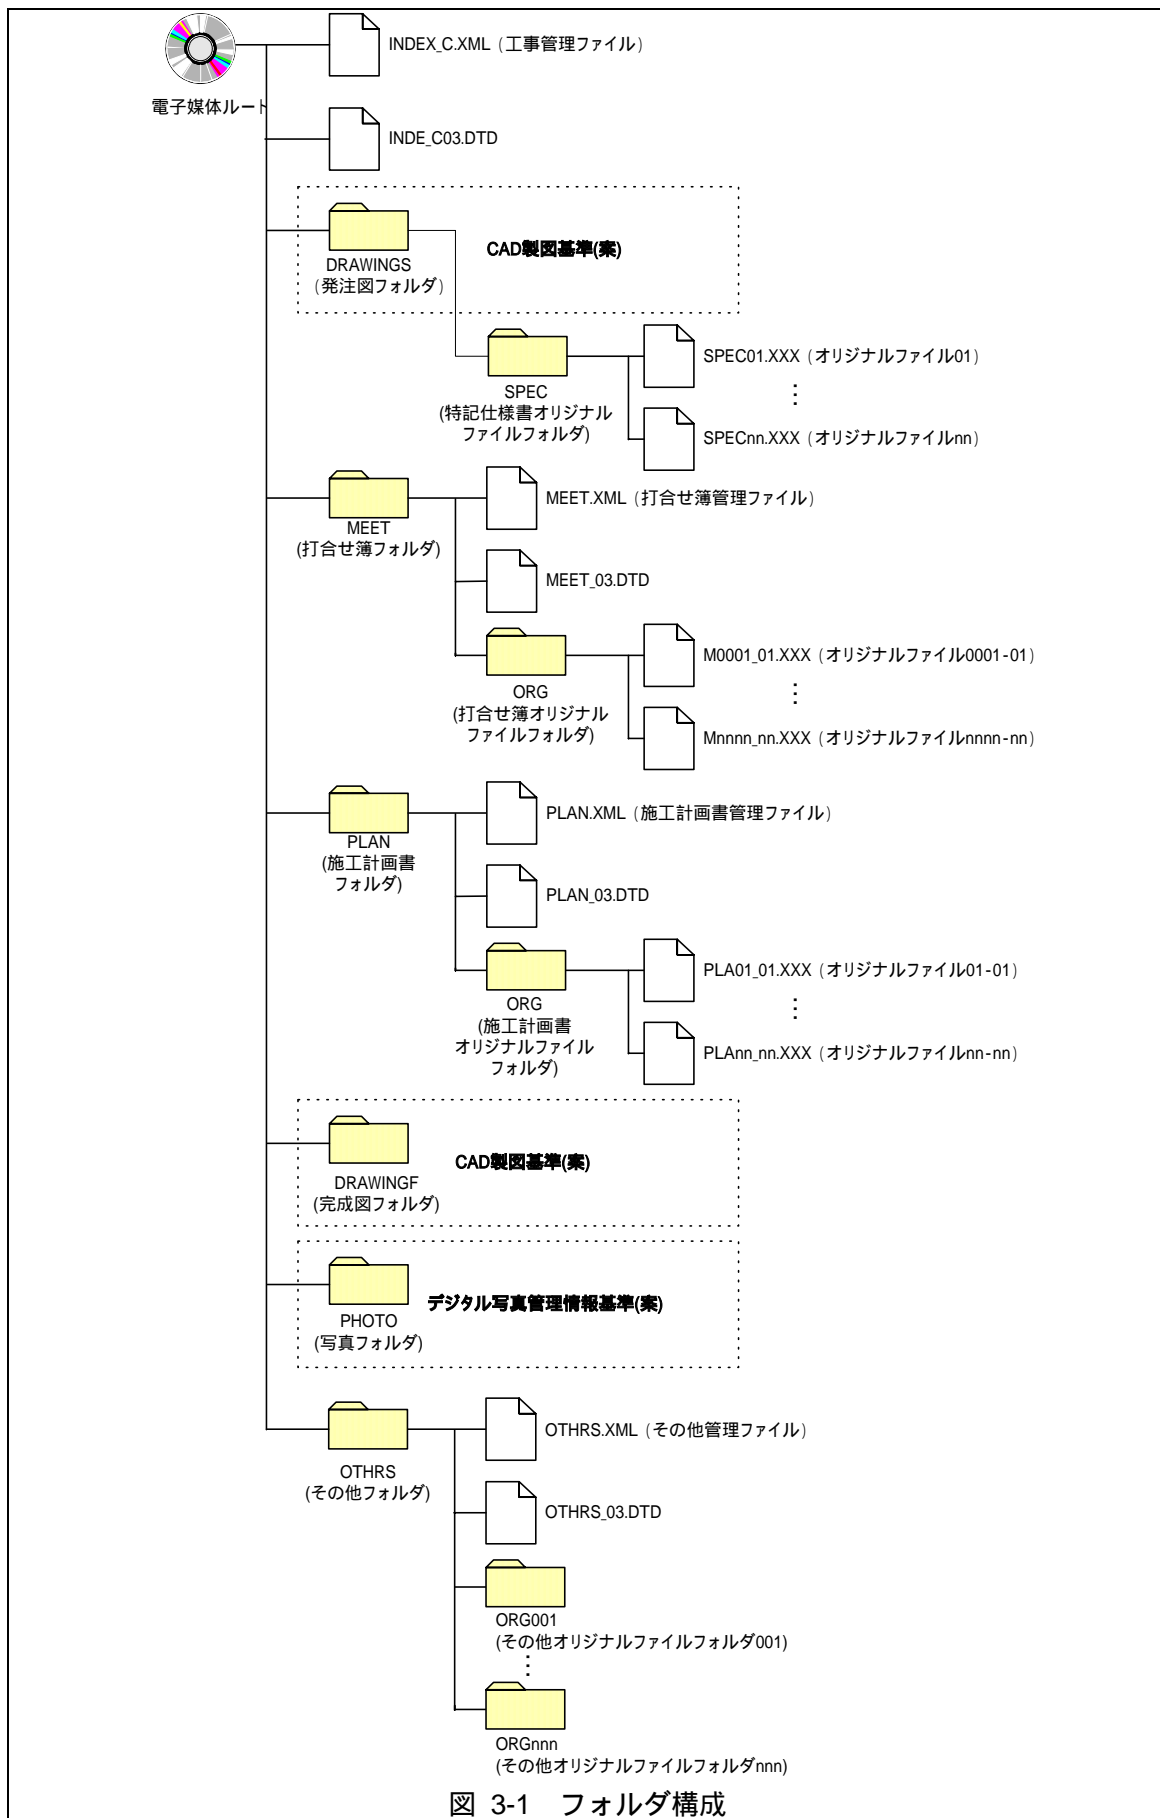 INDEX_C.XML (工事管理ファイル)
電子媒体ルート
INDE_C03.DTD
CAD製図基準(案)
DRAWINGS
(発注図フォルダ)
SPEC01.XXX (オリジナルファイル01)
SPEC
(特記仕様書オリジナル
ファイルフォルダ)
SPECnn.XXX (オリジナルファイルnn)
MEET.XML (打合せ簿管理ファイル)
MEET
(打合せ簿フォルダ)
MEET_03.DTD
M0001_01.XXX (オリジナルファイル0001-01)
ORG
(打合せ簿オリジナル
ファイルフォルダ)
Mnnnn_nn.XXX (オリジナルファイルnnnn-nn)
PLAN.XML (施工計画書管理ファイル)
PLAN
(施工計画書
フォルダ)
PLAN_03.DTD
PLA01_01.XXX (オリジナルファイル01-01)
ORG
(施工計画書
オリジナルファイル
フォルダ)
PLAnn_nn.XXX (オリジナルファイルnn-nn)
CAD製図基準(案)
DRAWINGF
(完成図フォルダ)
デジタル写真管理情報基準(案)
PHOTO
(写真フォルダ)
OTHRS.XML (その他管理ファイル)
OTHRS
(その他フォルダ)
OTHRS_03.DTD
ORG001
(その他オリジナルファイルフォルダ001)
ORGnnn
(その他オリジナルファイルフォルダnnn)
図 3-1 フォルダ構成